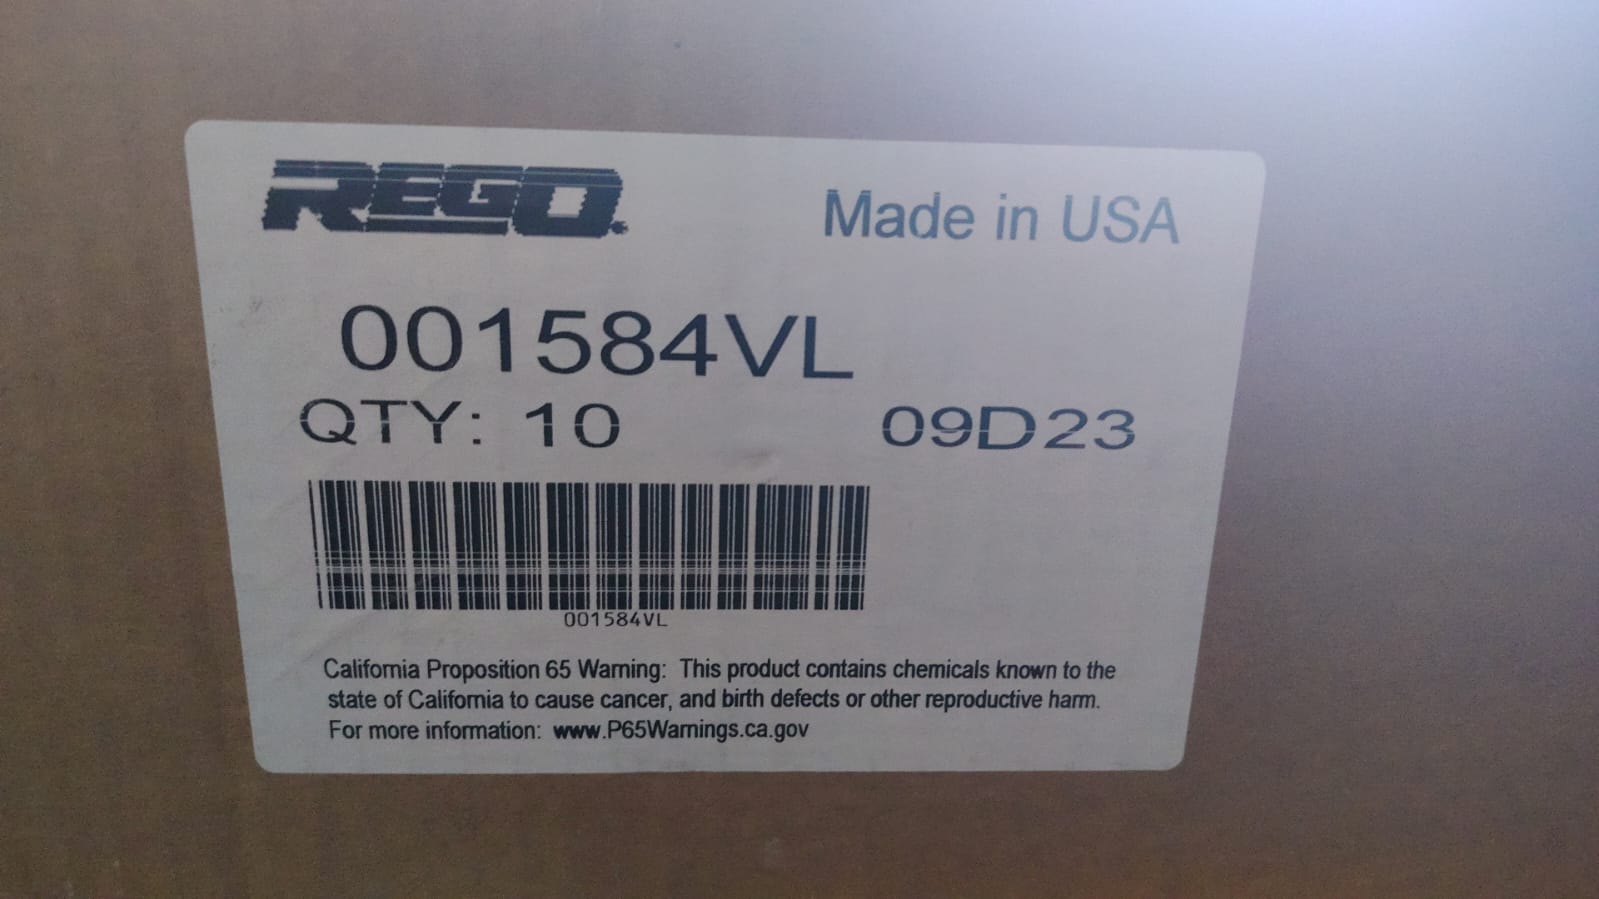 REGO.
Made in USA
001584VL
QTY: 10 09D23
001584VL
California Proposition 65 Warning: This product contains chemicals known to the
state of California to cause cancer, and birth defects or other reproductive harm.
For more information: www.P65Warnings.ca.gov